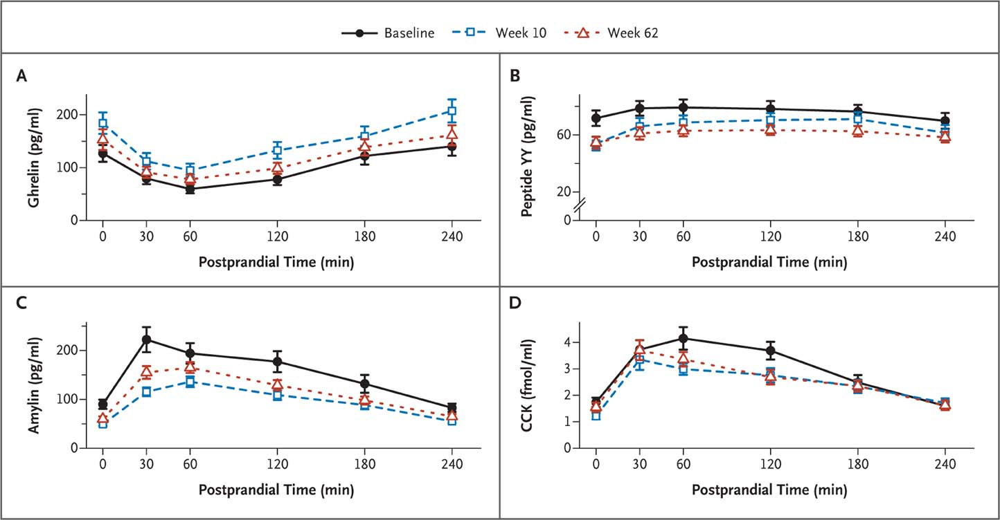 Baseline Week 10 Week 62
A
Ghrelin (pg/ml)
200
100
0
0 30 60 120 180 240
Postprandial Time (min)
B
Peptide YY (pg/ml)
60
20
0
0 30 60 120 180 240
Postprandial Time (min)
C
Amylin (pg/ml)
200
100
0
0 30 60 120 180 240
Postprandial Time (min)
D
CCK (fmol/ml)
4
3
2
1
0
0 30 60 120 180 240
Postprandial Time (min)